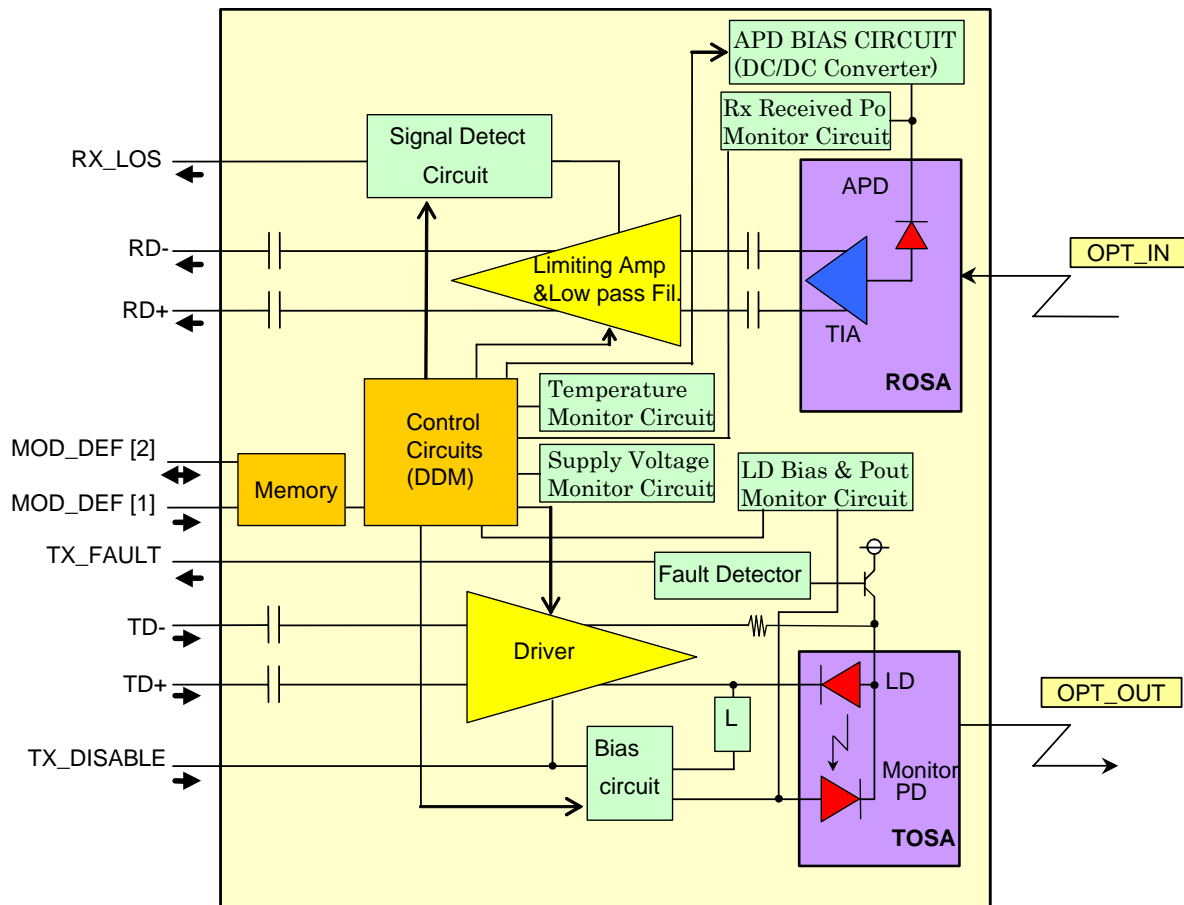 APD BIAS CIRCUIT
(DC/DC Converter)
Rx Received Po
Monitor Circuit
Signal Detect
Circuit
RX_LOS
APD
RD-
OPT_IN
Limiting Amp
&Low pass Fil.
RD+
TIA
ROSA
Temperature
Monitor Circuit
Control
Circuits
(DDM)
MOD_DEF [2]
Supply Voltage
Monitor Circuit
LD Bias & Pout
Monitor Circuit
Memory
MOD_DEF [1]
TX_FAULT
Fault Detector
TD-
Driver
TD+
LD
OPT_OUT
L
TX_DISABLE
Bias
circuit
Monitor
PD
TOSA